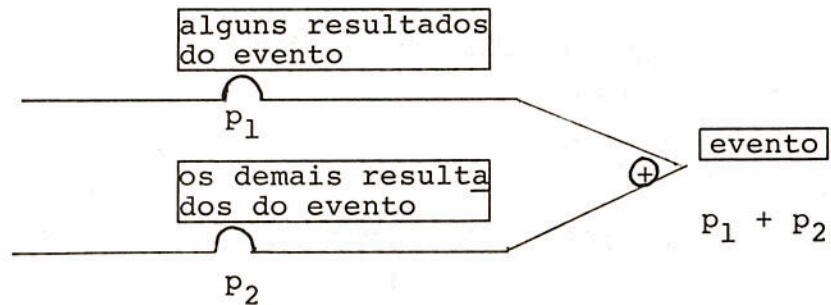 alguns resultados
do evento
p1
os demais resulta
dos do evento
p2
+
evento
p1 + p2